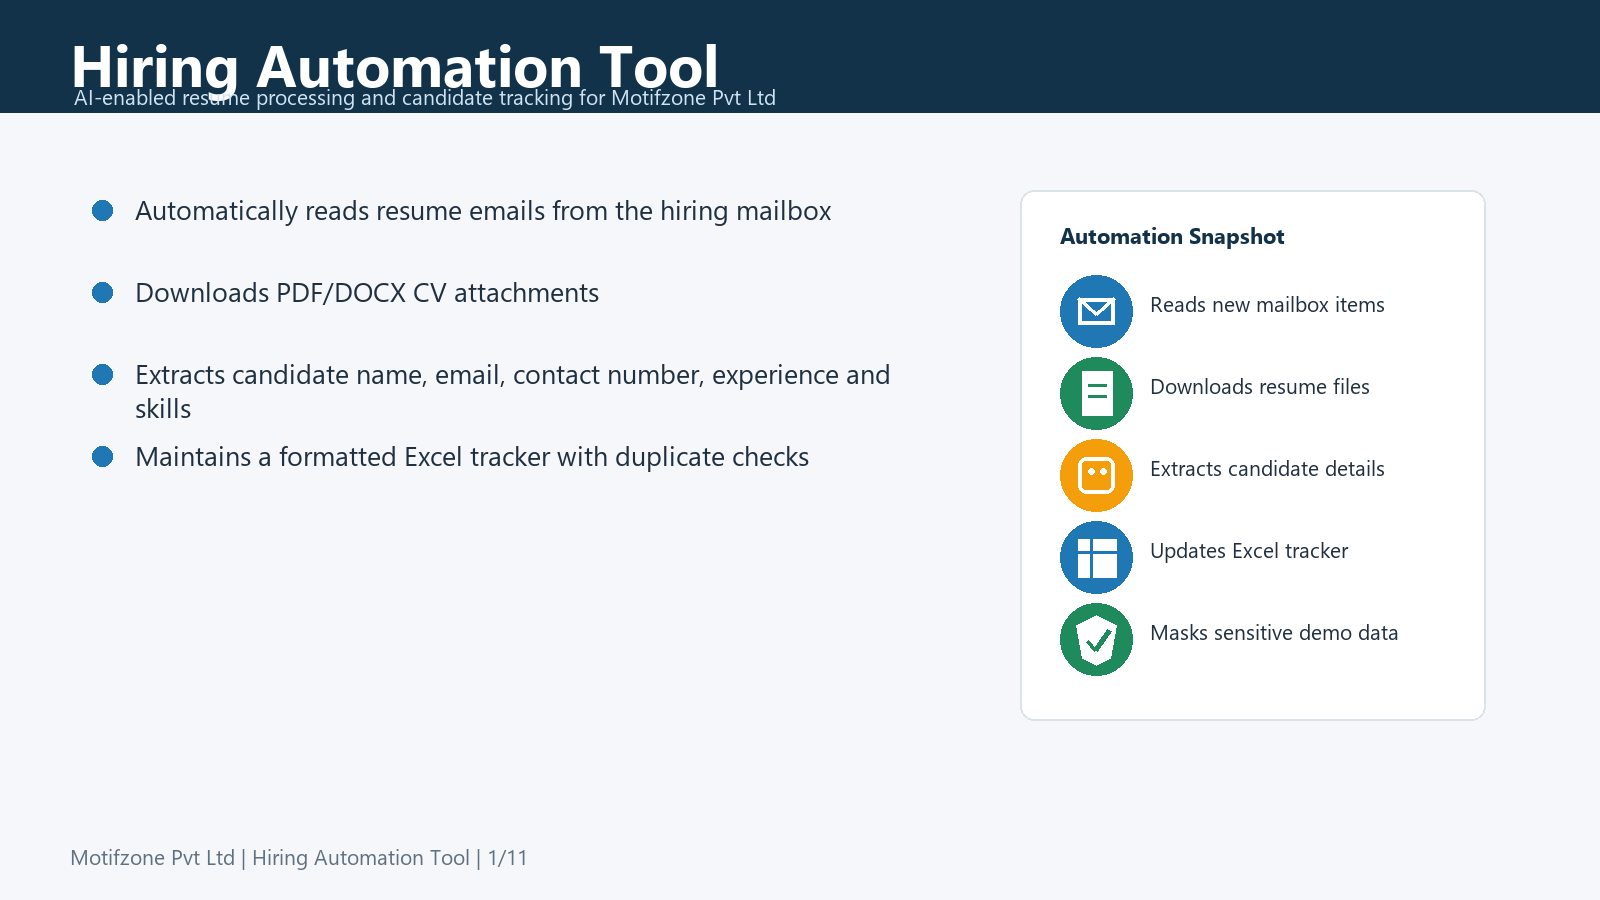 Hiring Automation Tool
AI-enabled resume processing and candidate tracking for Motifzone Pvt Ltd
Automatically reads resume emails from the hiring mailbox
Downloads PDF/DOCX CV attachments
Extracts candidate name, email, contact number, experience and
skills
Maintains a formatted Excel tracker with duplicate checks
Automation Snapshot
Reads new mailbox items
Downloads resume files
Extracts candidate details
Updates Excel tracker
Masks sensitive demo data
Motifzone Pvt Ltd | Hiring Automation Tool | 1/11